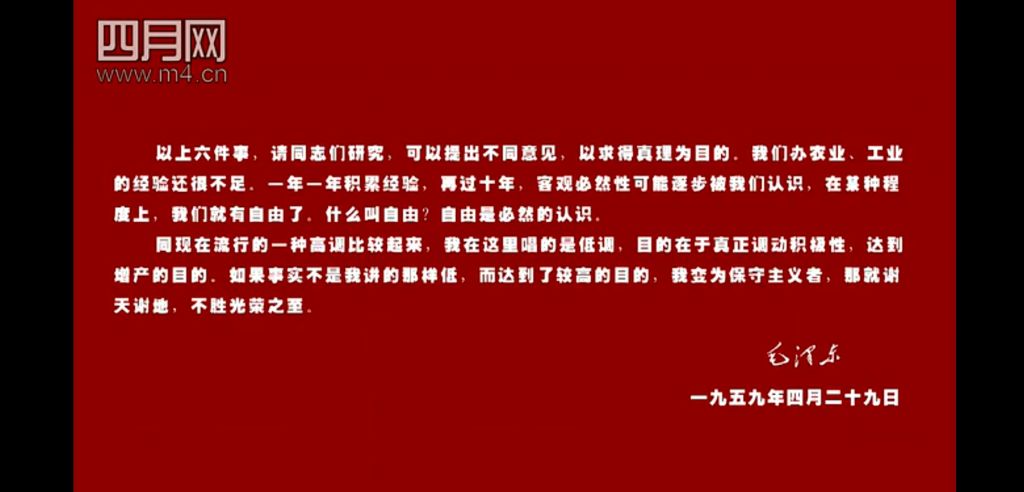 四月网
www.m4.cn
以上六件事，请同志们研究，可以提出不同意见，以求得真理为目的。我们办农业、工业
的经验还很不足。一年一年积累经验，再过十年，客观必然性可能逐步被我们认识，在某种程
度上，我们就有自由了。什么叫自由？自由是必然的认识。
同现在流行的一种高调比较起来，我在这里唱的是低调，目的在于真正调动积极性，达到
增产的目的。如果事实不是我讲的那样低，而达到了较高的目的，我变为保守主义者，那就谢
天谢地，不胜光荣之至。
毛泽东
一九五九年四月二十九日